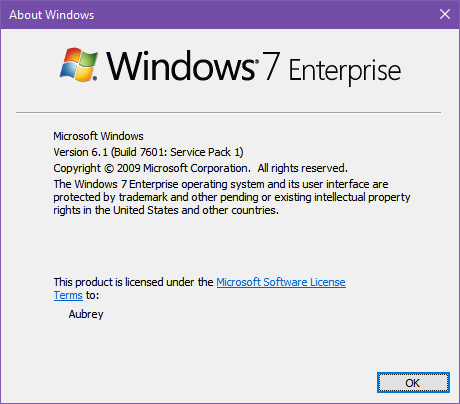 About Windows
Windows® 7 Enterprise
Microsoft Windows
Version 6.1 (Build 7601: Service Pack 1)
Copyright © 2009 Microsoft Corporation. All rights reserved.
The Windows 7 Enterprise operating system and its user interface are
protected by trademark and other pending or existing intellectual property
rights in the United States and other countries.
This product is licensed under the Microsoft Software License
Terms to:
Aubrey
OK